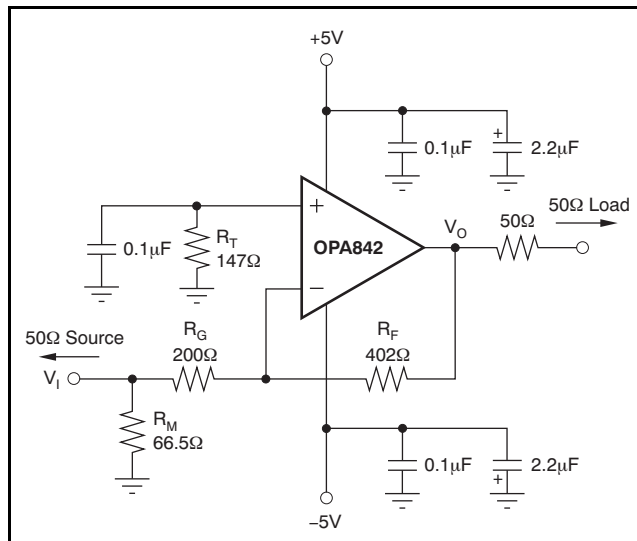 +5V
0.1µF
+
2.2µF
50Ω Load
+
0.1µF
R_T
147Ω
OPA842
V_O
50Ω
−
50Ω Source
R_G
200Ω
R_F
402Ω
V_I
R_M
66.5Ω
0.1µF
+
2.2µF
−5V